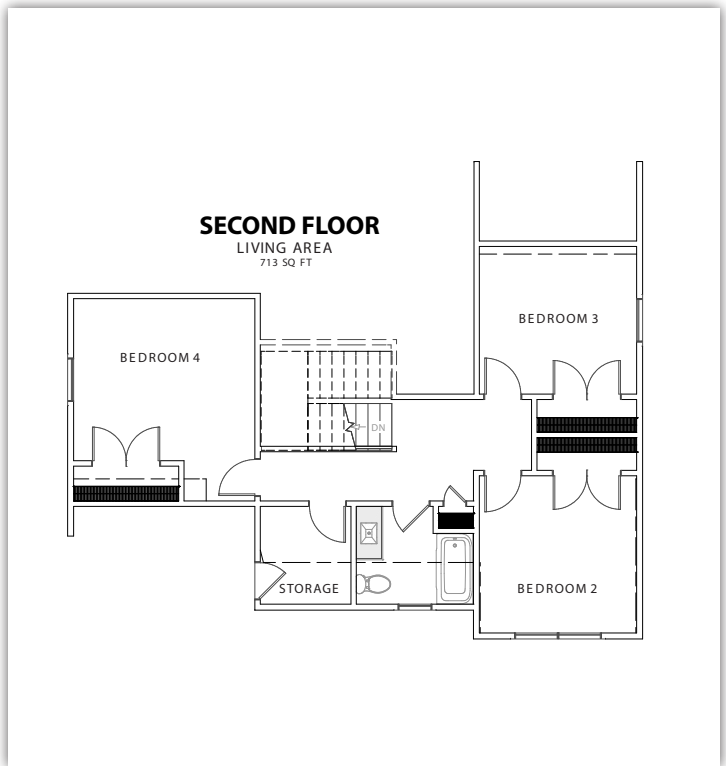 SECOND FLOOR
LIVING AREA
713 SQ FT
BEDROOM 3
BEDROOM 4
DN
STORAGE
BEDROOM 2